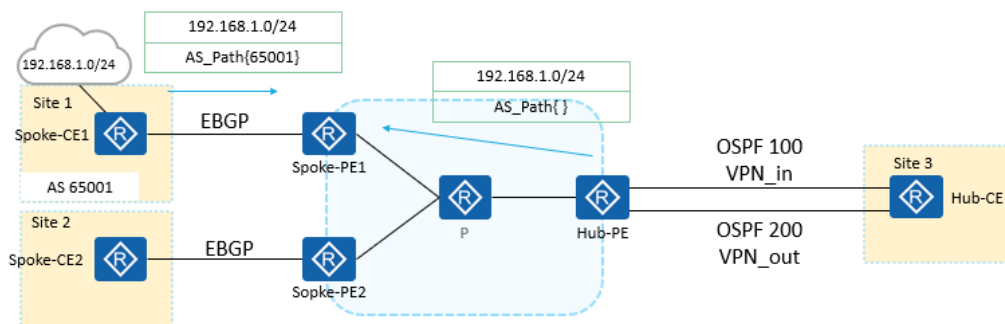 192.168.1.0/24
AS_Path{65001}
192.168.1.0/24
192.168.1.0/24
AS_Path{ }
Site 1
Spoke-CE1
R
EBGP
R
Spoke-PE1
AS 65001
R
P
R
Hub-PE
OSPF 100
VPN_in
Site 3
R
Hub-CE
OSPF 200
VPN_out
Site 2
Spoke-CE2
R
EBGP
R
Sopke-PE2